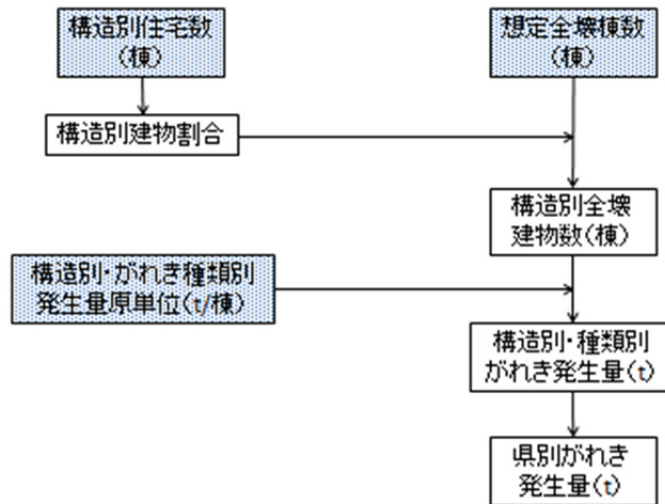 構造別住宅数
(棟)
想定全壊棟数
(棟)
構造別建物割合
構造別全壊
建物数(棟)
構造別・がれき種類別
発生量原単位(t/棟)
構造別・種類別
がれき発生量(t)
県別がれき
発生量(t)